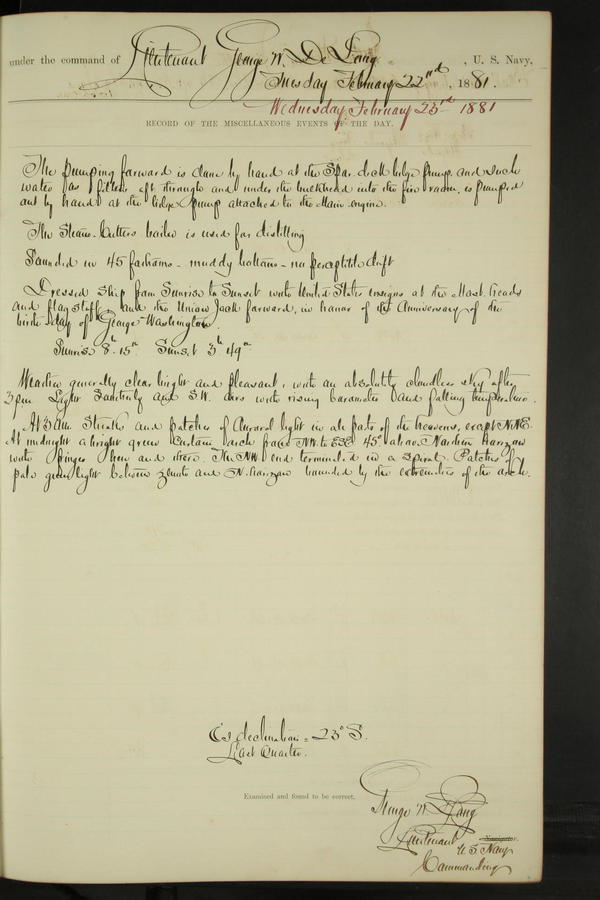 under the command of Lieutenant George W. De Long, U. S. Navy,
Tuesday February 22nd, 1881.
Wednesday February 23rd 1881
RECORD OF THE MISCELLANEOUS EVENTS OF THE DAY.
The pumping forward is done by hand at the Spar deck bilge pump, and such
water as filters aft through and under the bulkhead into the fire room, is pumped
out by hand at the bilge pump attached to the Main engine.
The Steam-Cutters boiler is used for distilling
Sounded in 45 fathoms - muddy bottom - no perceptible drift
Dressed Ship from Sunrise to Sunset with United States ensigns at the Mast heads
and flag staff and the Union Jack forward, in honor of the Anniversary of the
birth day of George Washington.
Sunrise 8h 15m Sunset 3h 49m
Weather generally clear bright and pleasant, with an absolutely cloudless sky after
3 pm Light Southerly and SW. airs with rising barometer and falling temperature.
At 3 AM Streaks and patches of Auroral light in all parts of the heavens, except NNE.
At midnight a bright green Curtain arch from NW to ESE 45° above Northern horizon
with fringes here and there. The NW end terminated in a spiral. Patches of
pale green light between zenith and N. horizon bounded by the extremities of the arch.
☾'s declination = 23° S.
Last Quarter.
Examined and found to be correct.
George W. De Long
Lieutenant U. S. Navy
Navigator.
Commanding